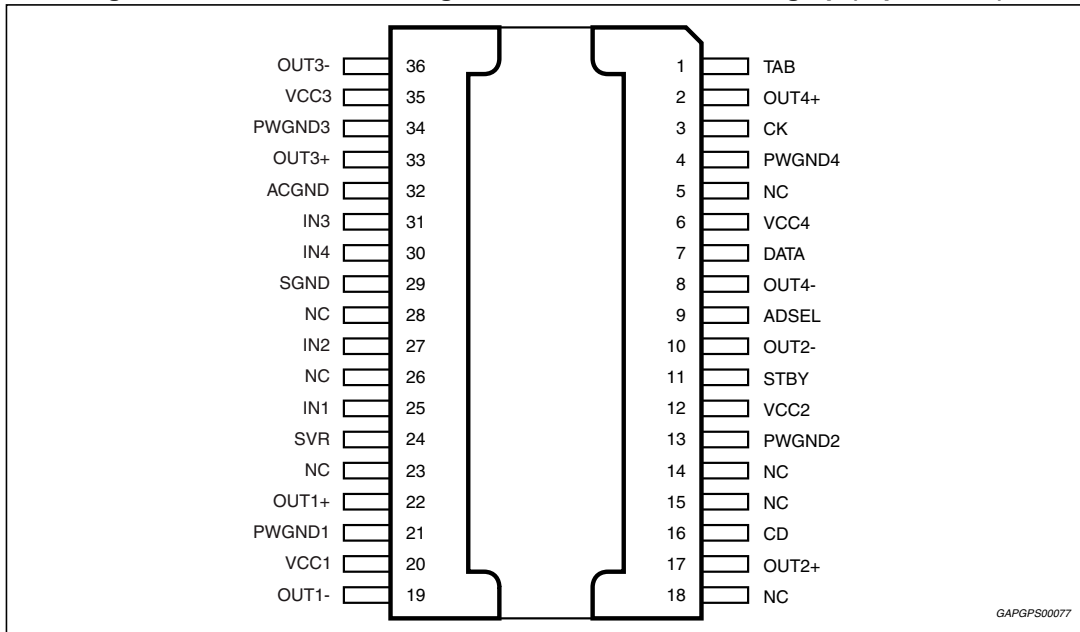 OUT3- 36 1 TAB
VCC3 35 2 OUT4+
PWGND3 34 3 CK
OUT3+ 33 4 PWGND4
ACGND 32 5 NC
IN3 31 6 VCC4
IN4 30 7 DATA
SGND 29 8 OUT4-
NC 28 9 ADSEL
IN2 27 10 OUT2-
NC 26 11 STBY
IN1 25 12 VCC2
SVR 24 13 PWGND2
NC 23 14 NC
OUT1+ 22 15 NC
PWGND1 21 16 CD
VCC1 20 17 OUT2+
OUT1- 19 18 NC
GAPGPS00077